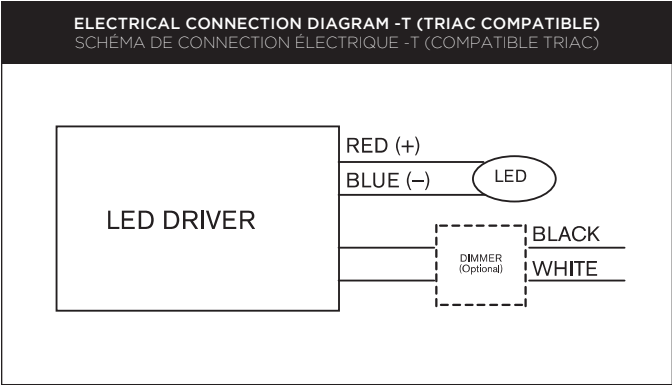 ELECTRICAL CONNECTION DIAGRAM -T (TRIAC COMPATIBLE)
SCHÉMA DE CONNECTION ÉLECTRIQUE -T (COMPATIBLE TRIAC)
RED (+)
BLUE (–)
LED
LED DRIVER
DIMMER
(Optional)
BLACK
WHITE